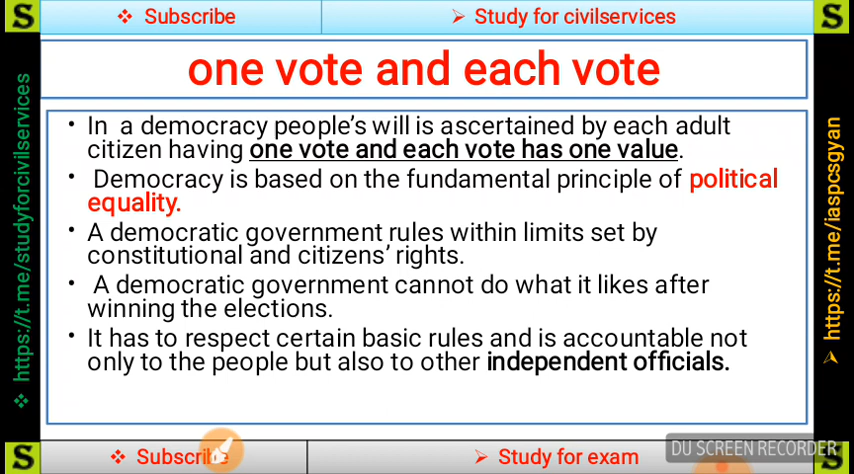 Subscribe
Study for civilservices
one vote and each vote
• In a democracy people's will is ascertained by each adult
citizen having one vote and each vote has one value.
• Democracy is based on the fundamental principle of political
equality.
• A democratic government rules within limits set by
constitutional and citizens' rights.
• A democratic government cannot do what it likes after
winning the elections.
• It has to respect certain basic rules and is accountable not
only to the people but also to other independent officials.
https://t.me/studyforcivilservices
https://t.me/iaspcsgyan
Subscribe
Study for exam
DU SCREEN RECORDER
S
S
S
S